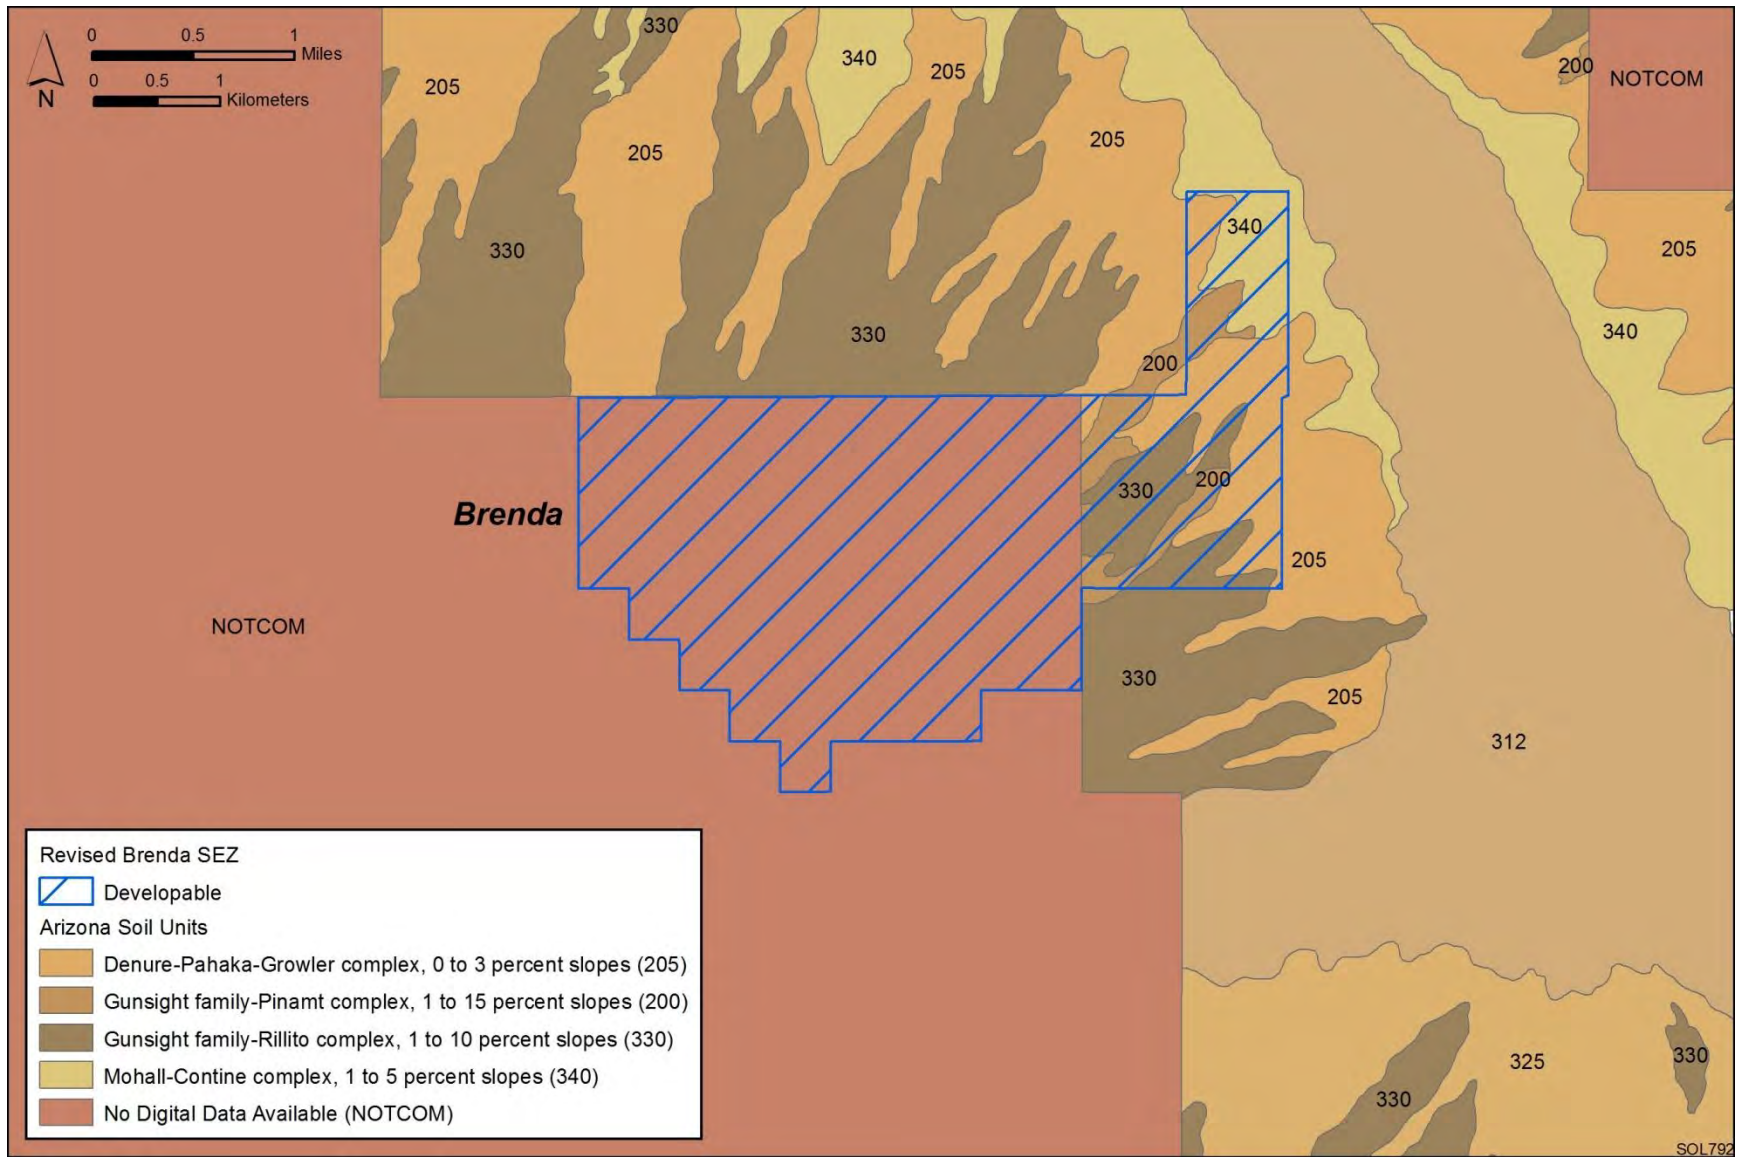 0 0.5 1
Miles
0 0.5 1
Kilometers
N
330
340
205
205
200
NOTCOM
205
205
205
340
330
330
340
200
Brenda
330
200
205
NOTCOM
330
205
312
325
330
330
SOL792
Revised Brenda SEZ
Developable
Arizona Soil Units
Denure-Pahaka-Growler complex, 0 to 3 percent slopes (205)
Gunsight family-Pinamt complex, 1 to 15 percent slopes (200)
Gunsight family-Rillito complex, 1 to 10 percent slopes (330)
Mohall-Contine complex, 1 to 5 percent slopes (340)
No Digital Data Available (NOTCOM)